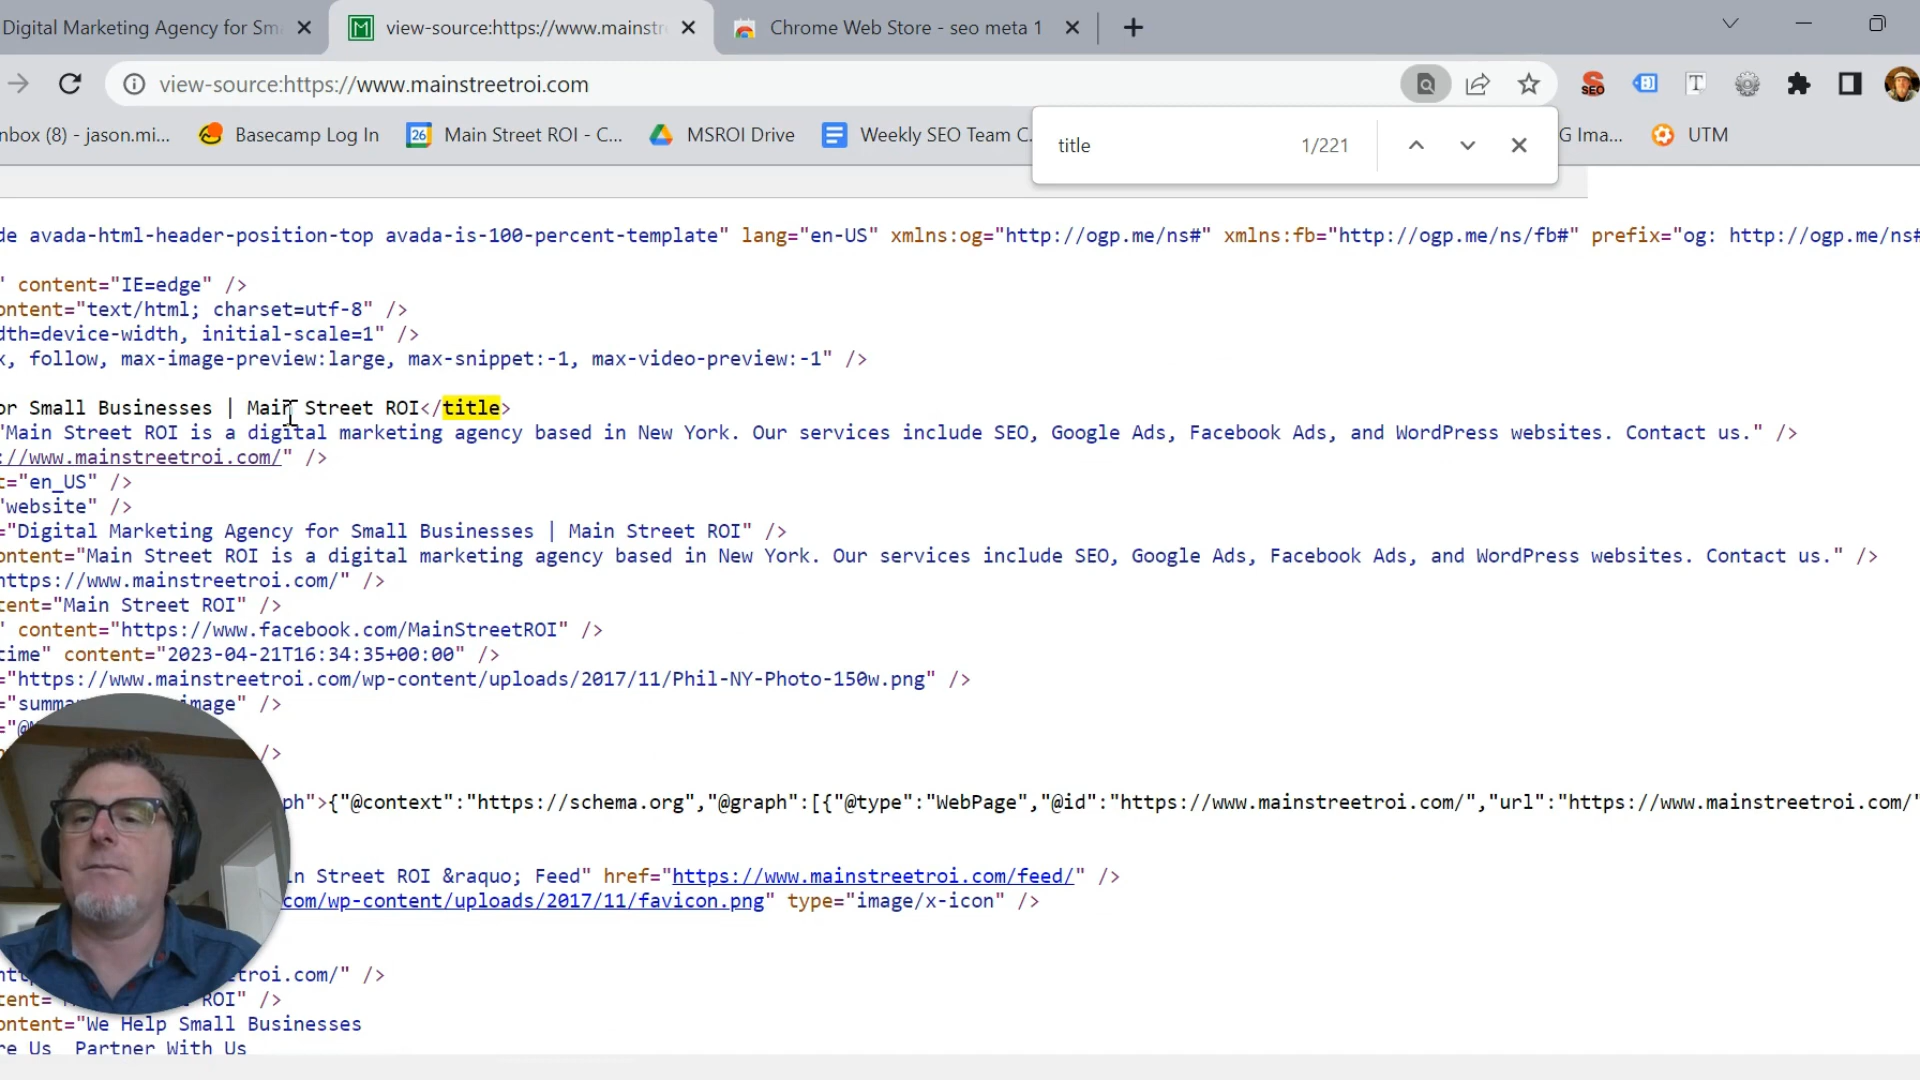 Digital Marketing Agency for Sma
view-source:https://www.mainstr
Chrome Web Store - seo meta 1
view-source:https://www.mainstreetroi.com
SEO
T
nbox (8) - jason.mi...
Basecamp Log In
26
Main Street ROI - C...
MSROI Drive
Weekly SEO Team C.
G Ima...
UTM
title
1/221
de avada-html-header-position-top avada-is-100-percent-template" lang="en-US" xmlns:og="http://ogp.me/ns#" xmlns:fb="http://ogp.me/ns/fb#" prefix="og: http://ogp.me/ns#
" content="IE=edge" />
ontent="text/html; charset=utf-8" />
dth=device-width, initial-scale=1" />
x, follow, max-image-preview:large, max-snippet:-1, max-video-preview:-1" />
or Small Businesses | Main Street ROI</title>
"Main Street ROI is a digital marketing agency based in New York. Our services include SEO, Google Ads, Facebook Ads, and WordPress websites. Contact us." />
://www.mainstreetroi.com/" />
t="en_US" />
"website" />
="Digital Marketing Agency for Small Businesses | Main Street ROI" />
ontent="Main Street ROI is a digital marketing agency based in New York. Our services include SEO, Google Ads, Facebook Ads, and WordPress websites. Contact us." />
https://www.mainstreetroi.com/" />
tent="Main Street ROI" />
" content="https://www.facebook.com/MainStreetROI" />
time" content="2023-04-21T16:34:35+00:00" />
="https://www.mainstreetroi.com/wp-content/uploads/2017/11/Phil-NY-Photo-150w.png" />
="summa image" />
="@
/>
ph">{"@context":"https://schema.org","@graph":[{"@type":"WebPage","@id":"https://www.mainstreetroi.com/","url":"https://www.mainstreetroi.com/"
in Street ROI &raquo; Feed" href="https://www.mainstreetroi.com/feed/" />
com/wp-content/uploads/2017/11/favicon.png" type="image/x-icon" />
htt treetroi.com/" />
tent= ROI" />
ontent="We Help Small Businesses
re Us Partner With Us